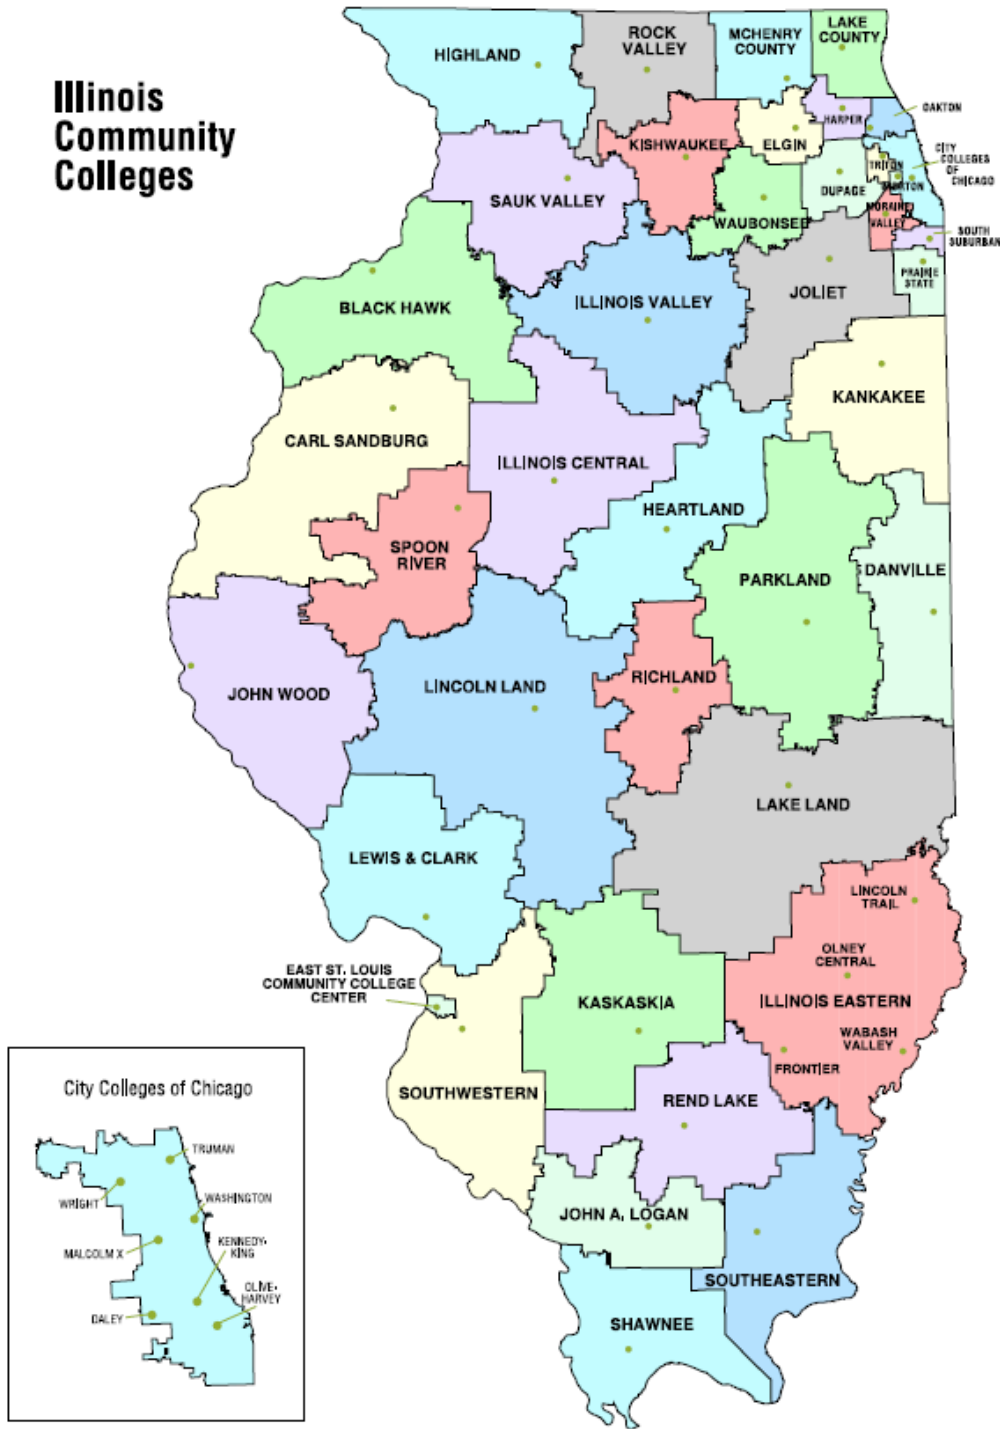 Illinois
Community
Colleges
HIGHLAND
ROCK
VALLEY
MCHENRY
COUNTY
LAKE
COUNTY
OAKTON
HARPER
KISHWAUKEE
ELGIN
CITY
COLLEGES
OF
CHICAGO
TRITON
MORTON
DUPAGE
SAUK VALLEY
MORAINE
VALLEY
WAUBONSEE
SOUTH
SUBURBAN
PRAIRIE
STATE
BLACK HAWK
ILLINOIS VALLEY
JOLIET
KANKAKEE
CARL SANDBURG
ILLINOIS CENTRAL
HEARTLAND
SPOON
RIVER
PARKLAND
DANVILLE
JOHN WOOD
LINCOLN LAND
RICHLAND
LAKE LAND
LEWIS & CLARK
LINCOLN
TRAIL
OLNEY
CENTRAL
EAST ST. LOUIS
COMMUNITY COLLEGE
CENTER
KASKASKIA
ILLINOIS EASTERN
WABASH
VALLEY
FRONTIER
SOUTHWESTERN
REND LAKE
JOHN A. LOGAN
SOUTHEASTERN
SHAWNEE
City Colleges of Chicago
TRUMAN
WRIGHT
WASHINGTON
MALCOLM X
KENNEDY-
KING
OLIVE-
HARVEY
DALEY